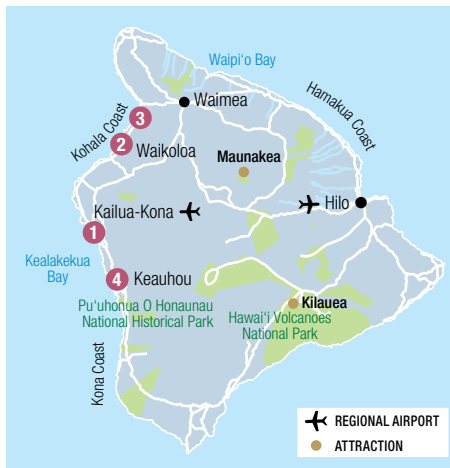 Waipi‘o Bay
Hamakua Coast
Waimea
Kohala Coast
3
2
Waikoloa
Maunakea
Kailua-Kona
Hilo
1
Kealakekua
Bay
4
Keauhou
Pu‘uhonua O Honaunau
National Historical Park
Kilauea
Hawai‘i Volcanoes
National Park
Kona Coast
REGIONAL AIRPORT
ATTRACTION